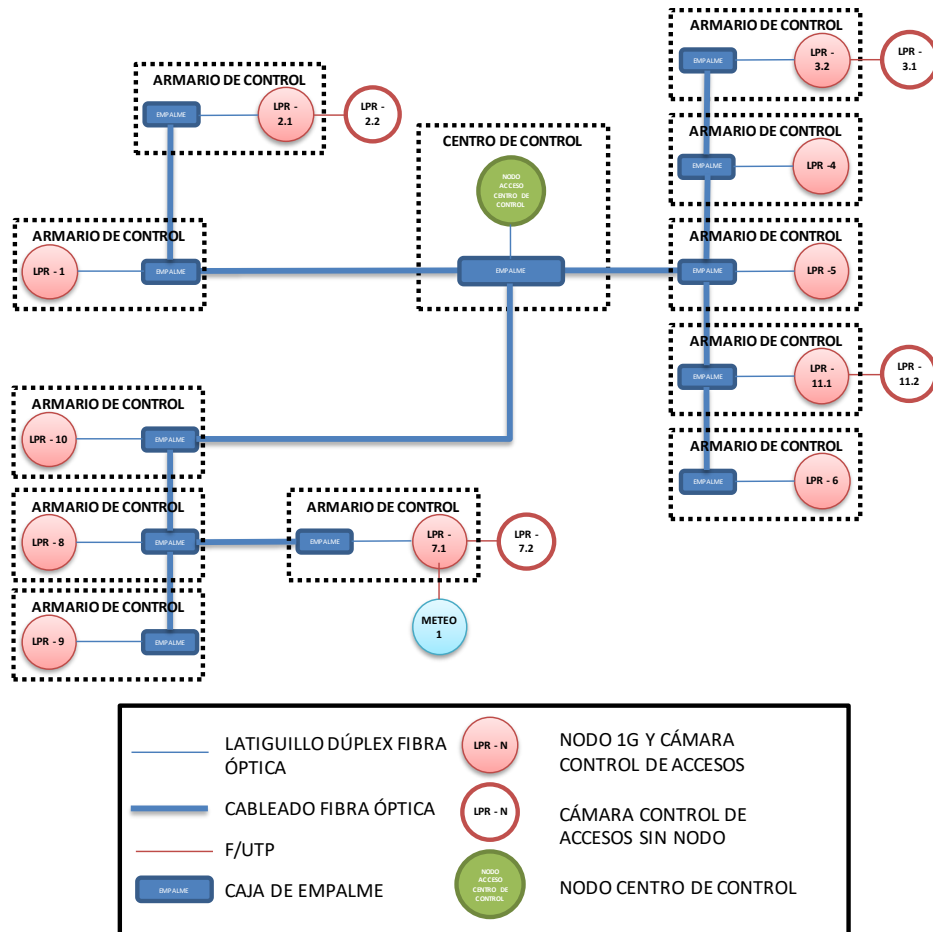 ARMARIO DE CONTROL
EMPALME
LPR -
2.1
LPR -
2.2
ARMARIO DE CONTROL
LPR - 1
EMPALME
CENTRO DE CONTROL
NODO
ACCESO
CENTRO DE
CONTROL
EMPALME
ARMARIO DE CONTROL
EMPALME
LPR -
3.2
LPR -
3.1
ARMARIO DE CONTROL
EMPALME
LPR -4
ARMARIO DE CONTROL
EMPALME
LPR -5
ARMARIO DE CONTROL
EMPALME
LPR -
11.1
LPR -
11.2
ARMARIO DE CONTROL
EMPALME
LPR - 6
ARMARIO DE CONTROL
LPR - 10
EMPALME
ARMARIO DE CONTROL
LPR - 8
EMPALME
ARMARIO DE CONTROL
EMPALME
LPR -
7.1
LPR -
7.2
METEO
1
ARMARIO DE CONTROL
LPR - 9
EMPALME
LATIGUILLO DÚPLEX FIBRA
ÓPTICA
CABLEADO FIBRA ÓPTICA
F/UTP
EMPALME
CAJA DE EMPALME
LPR - N
NODO 1G Y CÁMARA
CONTROL DE ACCESOS
LPR - N
CÁMARA CONTROL DE
ACCESOS SIN NODO
NODO
ACCESO
CENTRO DE
CONTROL
NODO CENTRO DE CONTROL